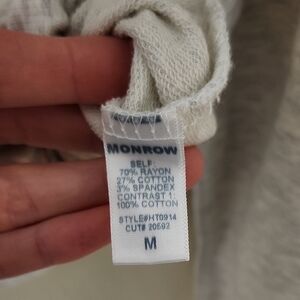 MONROW
SELF:
70% RAYON
27% COTTON
3% SPANDEX
CONTRAST 1:
100% COTTON
STYLE#HT0914
CUT# 20592
M